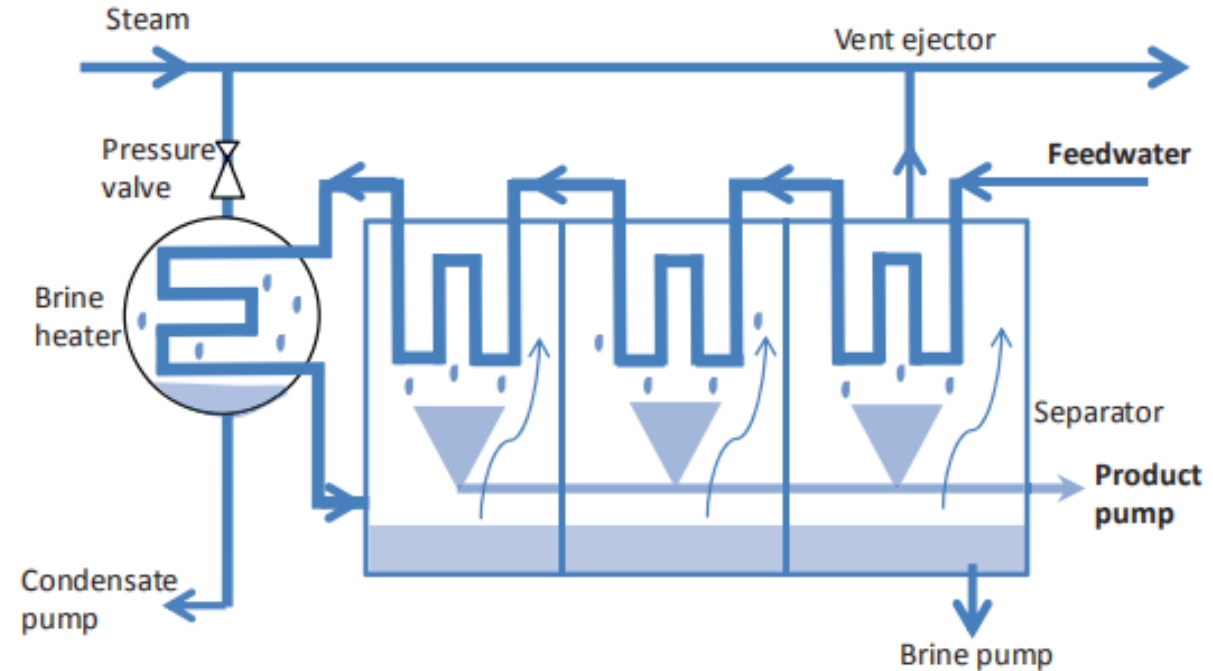 Steam
Vent ejector
Pressure
valve
Feedwater
Brine
heater
Separator
Product
pump
Condensate
pump
Brine pump